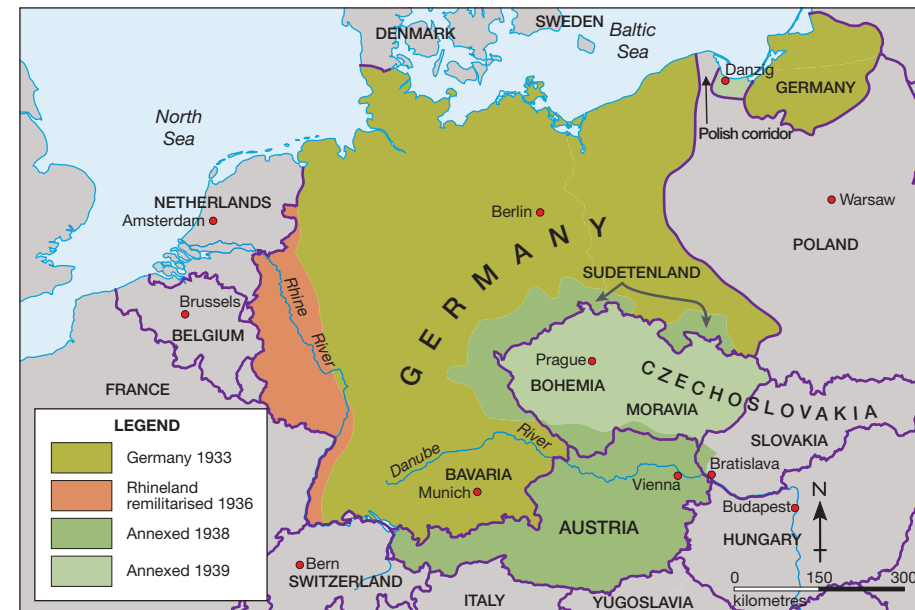 SWEDEN
Baltic
Sea
DENMARK
Danzig
GERMANY
North
Sea
Polish corridor
NETHERLANDS
Amsterdam
Berlin
Warsaw
POLAND
GERMANY
SUDETENLAND
Rhine
River
Brussels
BELGIUM
Prague
BOHEMIA
CZECHOSLOVAKIA
MORAVIA
FRANCE
SLOVAKIA
Danube
River
BAVARIA
Munich
Vienna
Bratislava
Budapest
HUNGARY
AUSTRIA
Bern
SWITZERLAND
ITALY
YUGOSLAVIA
LEGEND
Germany 1933
Rhineland
remilitarised 1936
Annexed 1938
Annexed 1939
N
0 150 300
kilometres